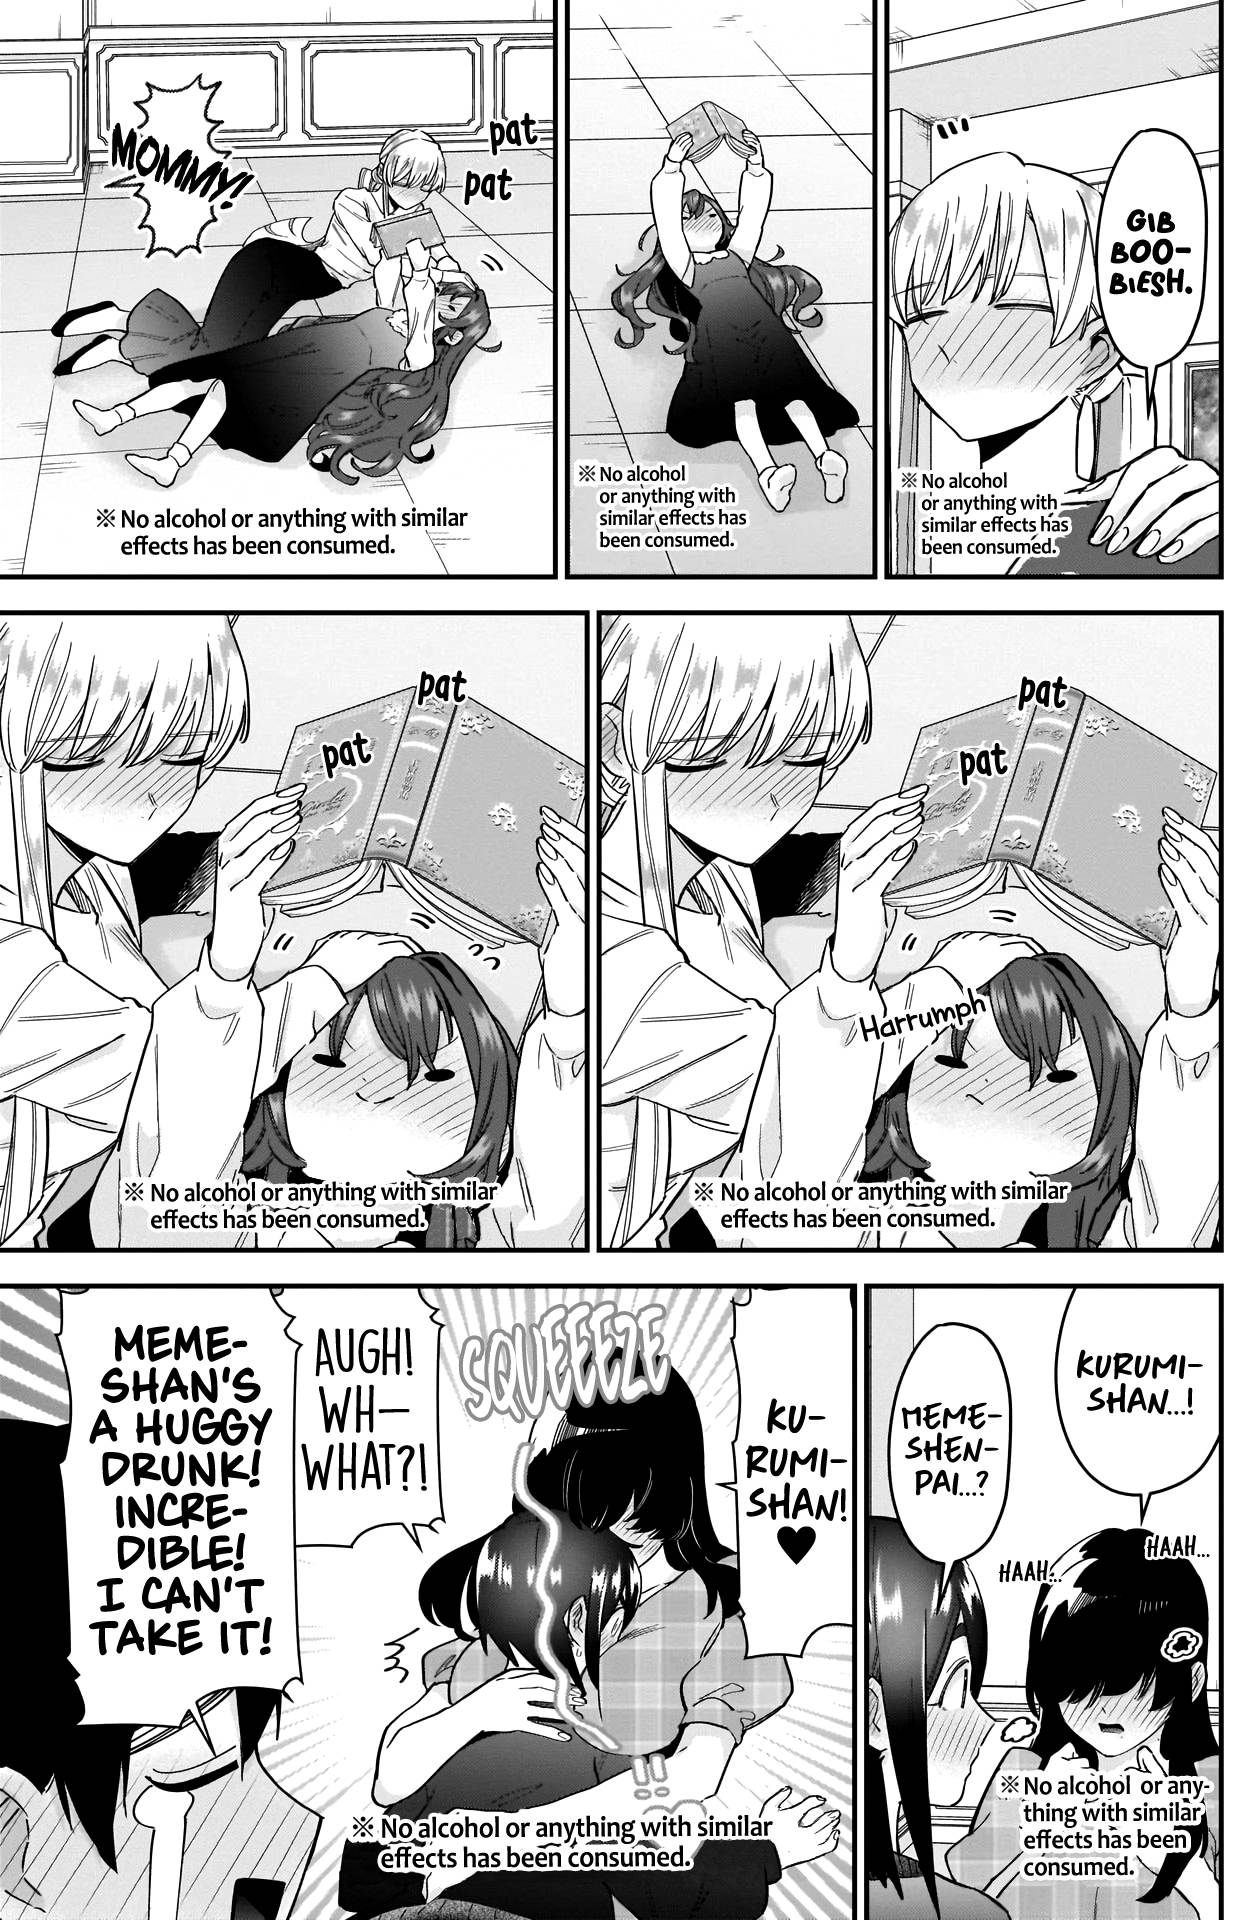 GIB
BOO-
BIESH.
※ No alcohol
or anything with
similar effects has
been consumed.
※ No alcohol
or anything with
similar effects has
been consumed.
pat
pat
MOMMY!
※ No alcohol or anything with similar
effects has been consumed.
pat
pat
Harrumph
※ No alcohol or anything with similar
effects has been consumed.
pat
pat
※ No alcohol or anything with similar
effects has been consumed.
KURUMI-
SHAN...!
HAAH...
HAAH...
MEME-
SHEN-
PAI...?
※ No alcohol or any-
thing with similar
effects has been
consumed.
KU-
RUMI-
SHAN!
♥
SQUEEEZE
AUGH!
WH—
WHAT?!
!!
※ No alcohol or anything with similar
effects has been consumed.
MEME-
SHAN'S
A HUGGY
DRUNK!
INCRE-
DIBLE!
I CAN'T
TAKE IT!